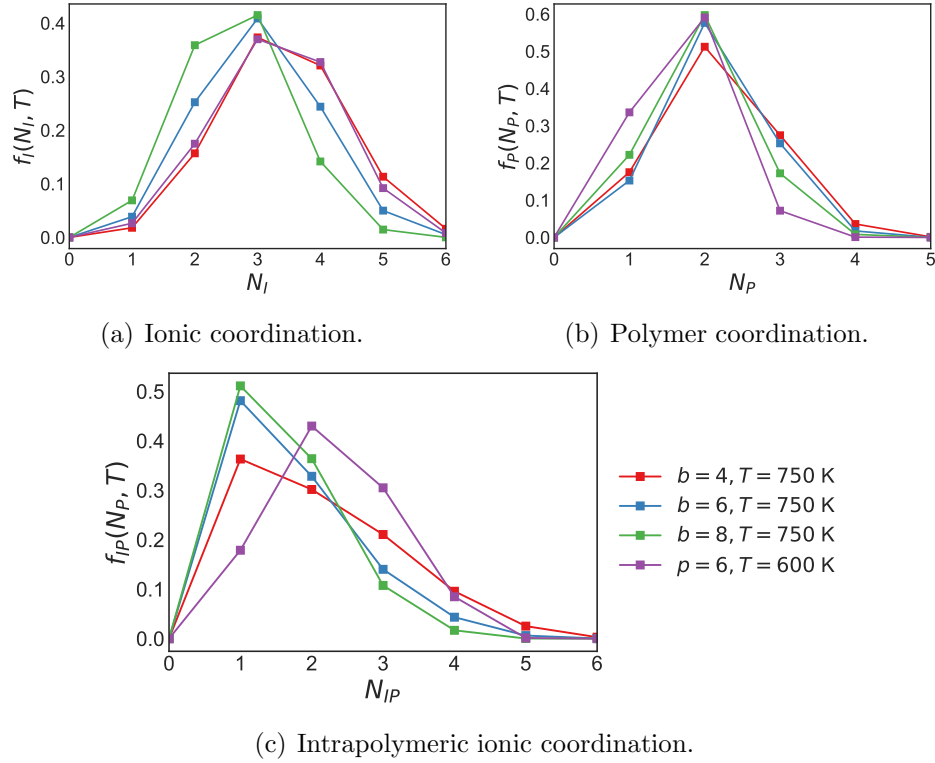 f_I(N_I, T)
0.4
0.3
0.2
0.1
0.0
0 1 2 3 4 5 6
N_I
(a) Ionic coordination.
f_P(N_P, T)
0.6
0.5
0.4
0.3
0.2
0.1
0.0
0 1 2 3 4 5
N_P
(b) Polymer coordination.
f_{IP}(N_P, T)
0.5
0.4
0.3
0.2
0.1
0.0
0 1 2 3 4 5 6
N_{IP}
b = 4, T = 750 K
b = 6, T = 750 K
b = 8, T = 750 K
p = 6, T = 600 K
(c) Intrapolymeric ionic coordination.